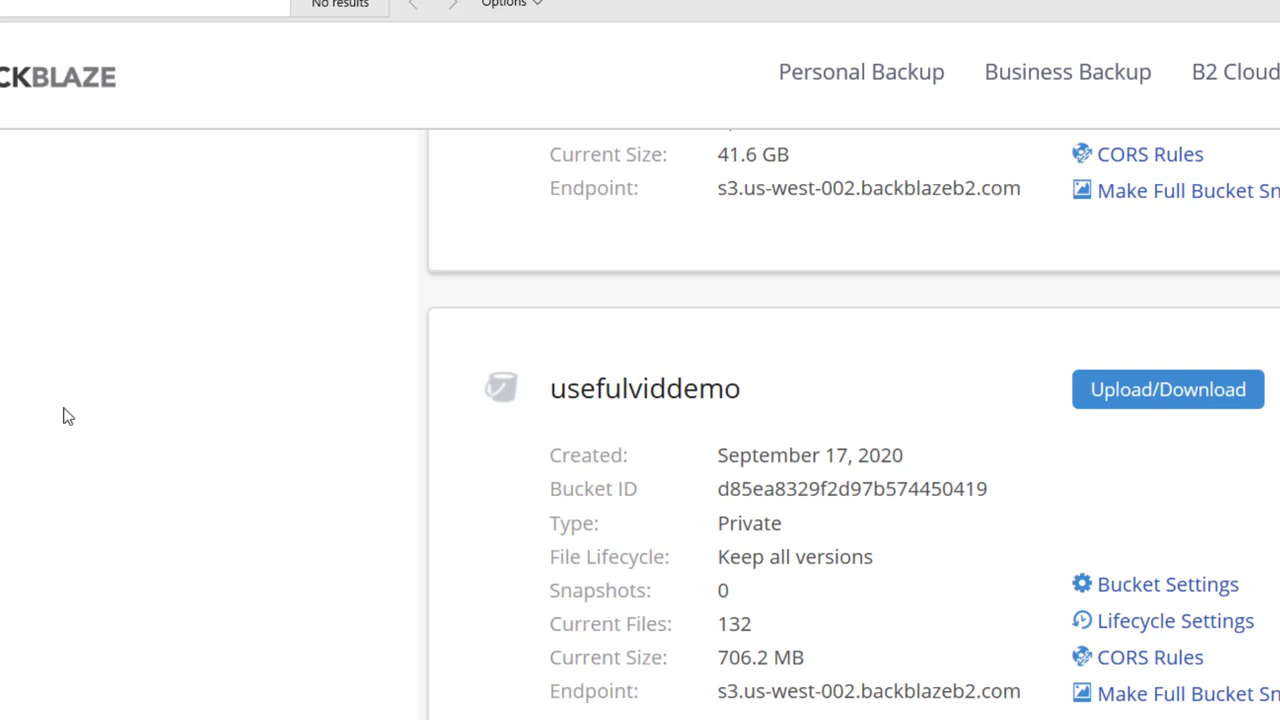 No results Options
CKBLAZE Personal Backup Business Backup B2 Cloud
Current Size: 41.6 GB CORS Rules
Endpoint: s3.us-west-002.backblazeb2.com Make Full Bucket Sn
usefulviddemo Upload/Download
Created: September 17, 2020
Bucket ID d85ea8329f2d97b574450419
Type: Private
File Lifecycle: Keep all versions
Snapshots: 0 Bucket Settings
Current Files: 132 Lifecycle Settings
Current Size: 706.2 MB CORS Rules
Endpoint: s3.us-west-002.backblazeb2.com Make Full Bucket Sn